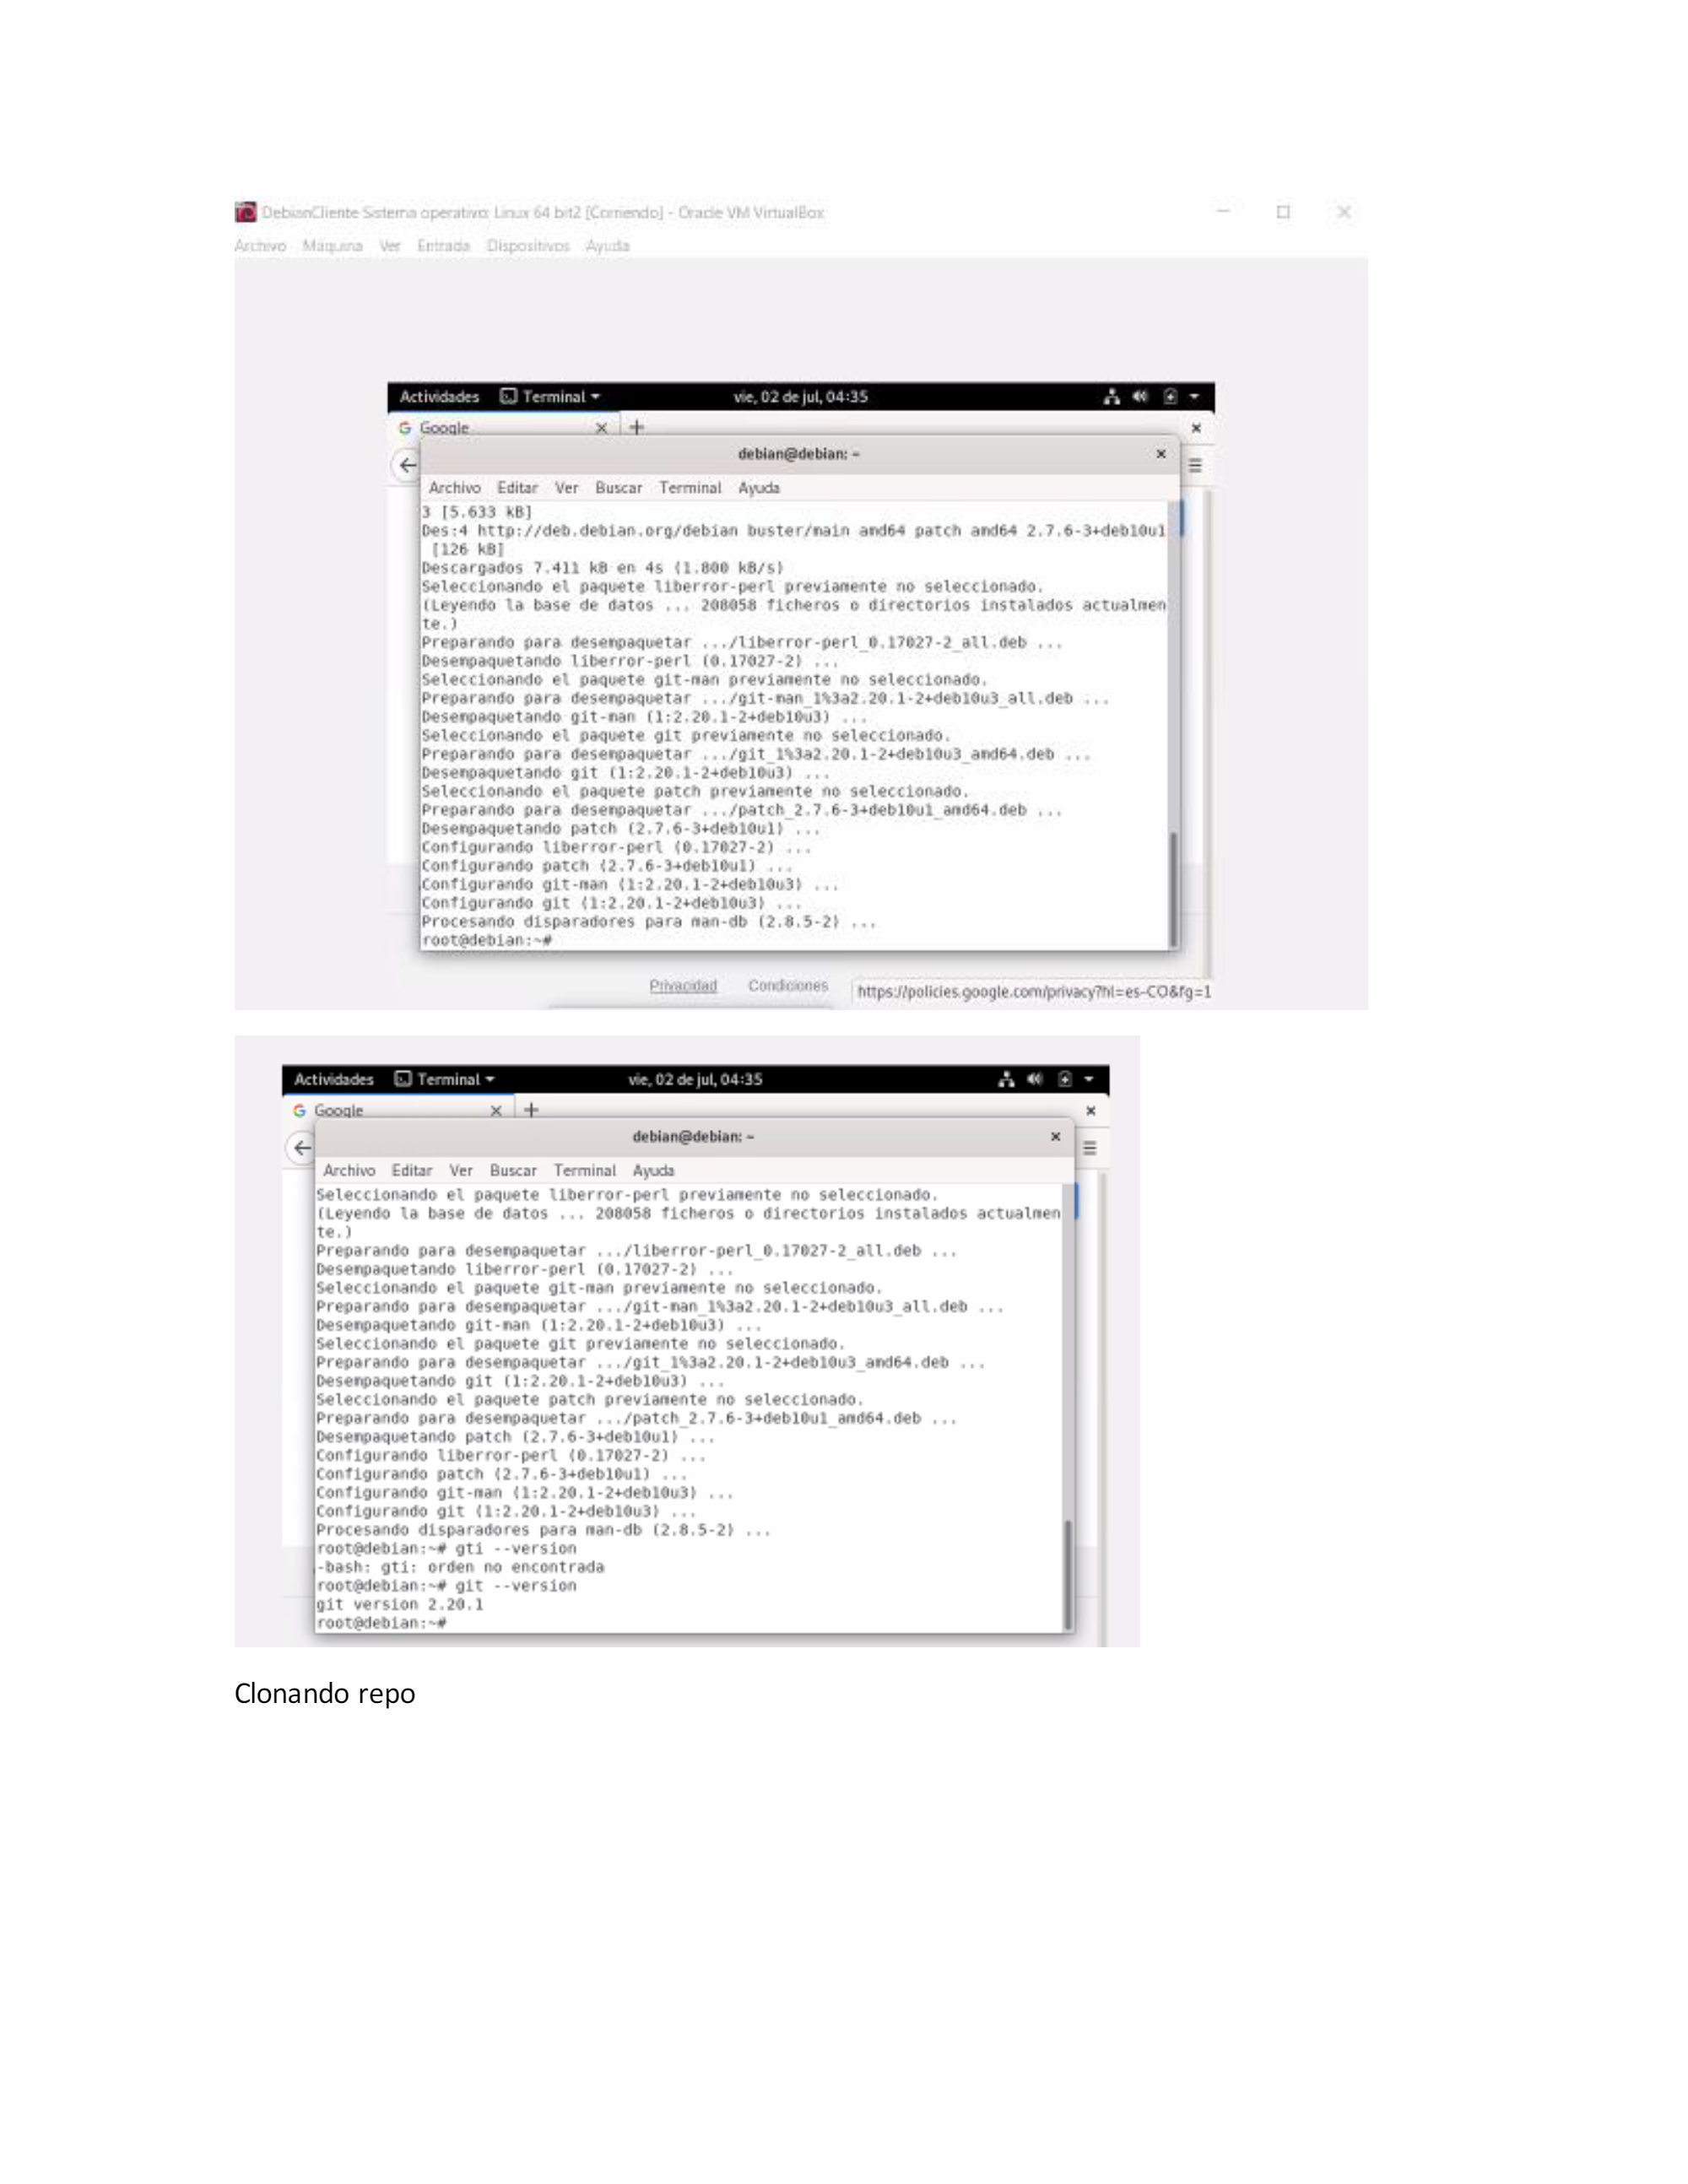 DebianCliente Sistema operativo: Linux 64 bit2 [Corriendo] - Oracle VM VirtualBox
Archivo Máquina Ver Entrada Dispositivos Ayuda
Actividades Terminal vie, 02 de jul, 04:35
Google
debian@debian: ~
Archivo Editar Ver Buscar Terminal Ayuda
3 [5.633 kB]
Des:4 http://deb.debian.org/debian buster/main amd64 patch amd64 2.7.6-3+deb10u1
[126 kB]
Descargados 7.411 kB en 4s (1.800 kB/s)
Seleccionando el paquete liberror-perl previamente no seleccionado.
(Leyendo la base de datos ... 208058 ficheros o directorios instalados actualmen
te.)
Preparando para desempaquetar .../liberror-perl_0.17027-2_all.deb ...
Desempaquetando liberror-perl (0.17027-2) ...
Seleccionando el paquete git-man previamente no seleccionado.
Preparando para desempaquetar .../git-man_1%3a2.20.1-2+deb10u3_all.deb ...
Desempaquetando git-man (1:2.20.1-2+deb10u3) ...
Seleccionando el paquete git previamente no seleccionado.
Preparando para desempaquetar .../git_1%3a2.20.1-2+deb10u3_amd64.deb ...
Desempaquetando git (1:2.20.1-2+deb10u3) ...
Seleccionando el paquete patch previamente no seleccionado.
Preparando para desempaquetar .../patch_2.7.6-3+deb10u1_amd64.deb ...
Desempaquetando patch (2.7.6-3+deb10u1) ...
Configurando liberror-perl (0.17027-2) ...
Configurando patch (2.7.6-3+deb10u1) ...
Configurando git-man (1:2.20.1-2+deb10u3) ...
Configurando git (1:2.20.1-2+deb10u3) ...
Procesando disparadores para man-db (2.8.5-2) ...
root@debian:~#
Privacidad Condiciones https://policies.google.com/privacy?hl=es-CO&fg=1
Actividades Terminal vie, 02 de jul, 04:35
Google
debian@debian: ~
Archivo Editar Ver Buscar Terminal Ayuda
Seleccionando el paquete liberror-perl previamente no seleccionado.
(Leyendo la base de datos ... 208058 ficheros o directorios instalados actualmen
te.)
Preparando para desempaquetar .../liberror-perl_0.17027-2_all.deb ...
Desempaquetando liberror-perl (0.17027-2) ...
Seleccionando el paquete git-man previamente no seleccionado.
Preparando para desempaquetar .../git-man_1%3a2.20.1-2+deb10u3_all.deb ...
Desempaquetando git-man (1:2.20.1-2+deb10u3) ...
Seleccionando el paquete git previamente no seleccionado.
Preparando para desempaquetar .../git_1%3a2.20.1-2+deb10u3_amd64.deb ...
Desempaquetando git (1:2.20.1-2+deb10u3) ...
Seleccionando el paquete patch previamente no seleccionado.
Preparando para desempaquetar .../patch_2.7.6-3+deb10u1_amd64.deb ...
Desempaquetando patch (2.7.6-3+deb10u1) ...
Configurando liberror-perl (0.17027-2) ...
Configurando patch (2.7.6-3+deb10u1) ...
Configurando git-man (1:2.20.1-2+deb10u3) ...
Configurando git (1:2.20.1-2+deb10u3) ...
Procesando disparadores para man-db (2.8.5-2) ...
root@debian:~# gti --version
-bash: gti: orden no encontrada
root@debian:~# git --version
git version 2.20.1
root@debian:~#
Clonando repo